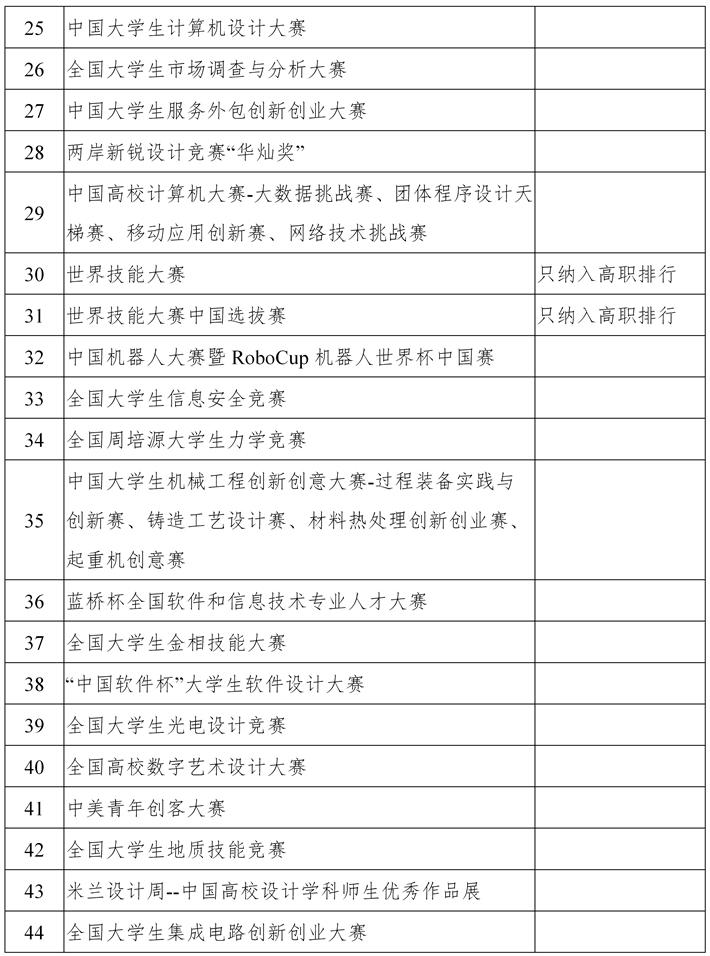 25 中国大学生计算机设计大赛
26 全国大学生市场调查与分析大赛
27 中国大学生服务外包创新创业大赛
28 两岸新锐设计竞赛“华灿奖”
29 中国高校计算机大赛-大数据挑战赛、团体程序设计天
梯赛、移动应用创新赛、网络技术挑战赛
30 世界技能大赛 只纳入高职排行
31 世界技能大赛中国选拔赛 只纳入高职排行
32 中国机器人大赛暨 RoboCup 机器人世界杯中国赛
33 全国大学生信息安全竞赛
34 全国周培源大学生力学竞赛
35 中国大学生机械工程创新创意大赛-过程装备实践与
创新赛、铸造工艺设计赛、材料热处理创新创业赛、
起重机创意赛
36 蓝桥杯全国软件和信息技术专业人才大赛
37 全国大学生金相技能大赛
38 “中国软件杯”大学生软件设计大赛
39 全国大学生光电设计竞赛
40 全国高校数字艺术设计大赛
41 中美青年创客大赛
42 全国大学生地质技能竞赛
43 米兰设计周--中国高校设计学科师生优秀作品展
44 全国大学生集成电路创新创业大赛